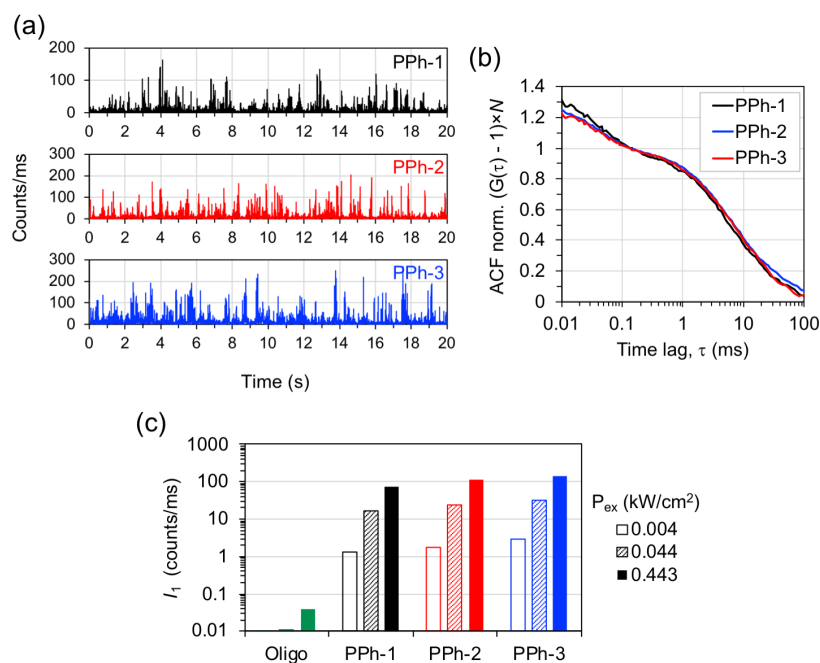 (a)
200
100
0
PPh-1
0 2 4 6 8 10 12 14 16 18 20
300
200
100
0
PPh-2
0 2 4 6 8 10 12 14 16 18 20
300
200
100
0
PPh-3
0 2 4 6 8 10 12 14 16 18 20
Counts/ms
Time (s)
(b)
1.4
1.2
1
0.8
0.6
0.4
0.2
0
ACF norm. (G(τ) - 1)×N
PPh-1
PPh-2
PPh-3
0.01 0.1 1 10 100
Time lag, τ (ms)
(c)
1000
100
10
1
0.1
0.01
I₁ (counts/ms)
Oligo PPh-1 PPh-2 PPh-3
Pₑₓ (kW/cm²)
0.004
0.044
0.443